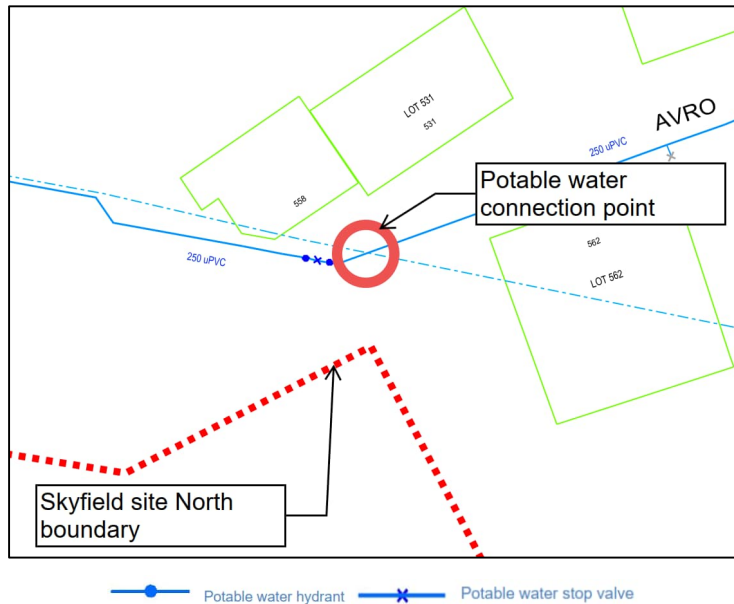 LOT 531
531
AVRO
250 uPVC
Potable water
connection point
558
562
LOT 562
250 uPVC
Skyfield site North
boundary
Potable water hydrant
Potable water stop valve